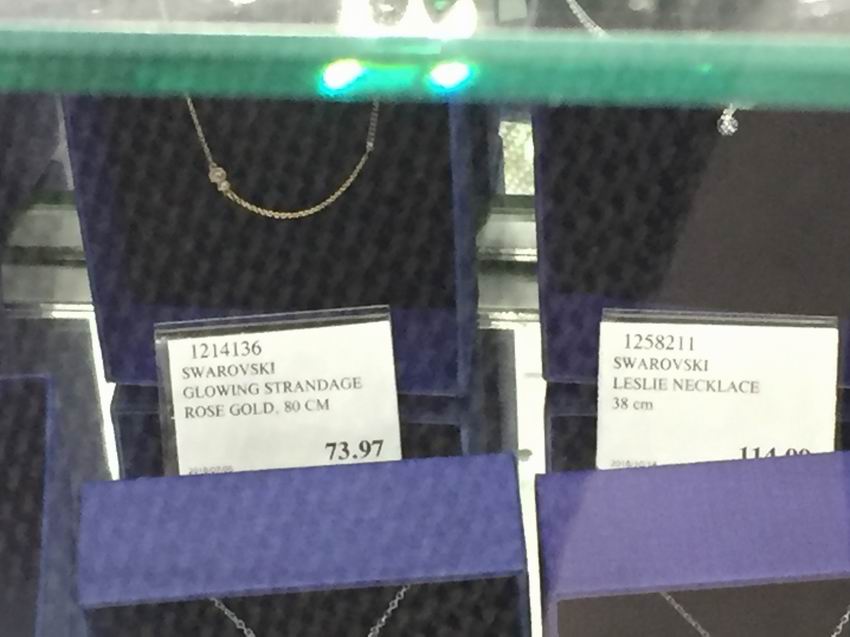 1214136
SWAROVSKI
GLOWING STRANDAGE
ROSE GOLD, 80 CM
73.97
1258211
SWAROVSKI
LESLIE NECKLACE
38 cm